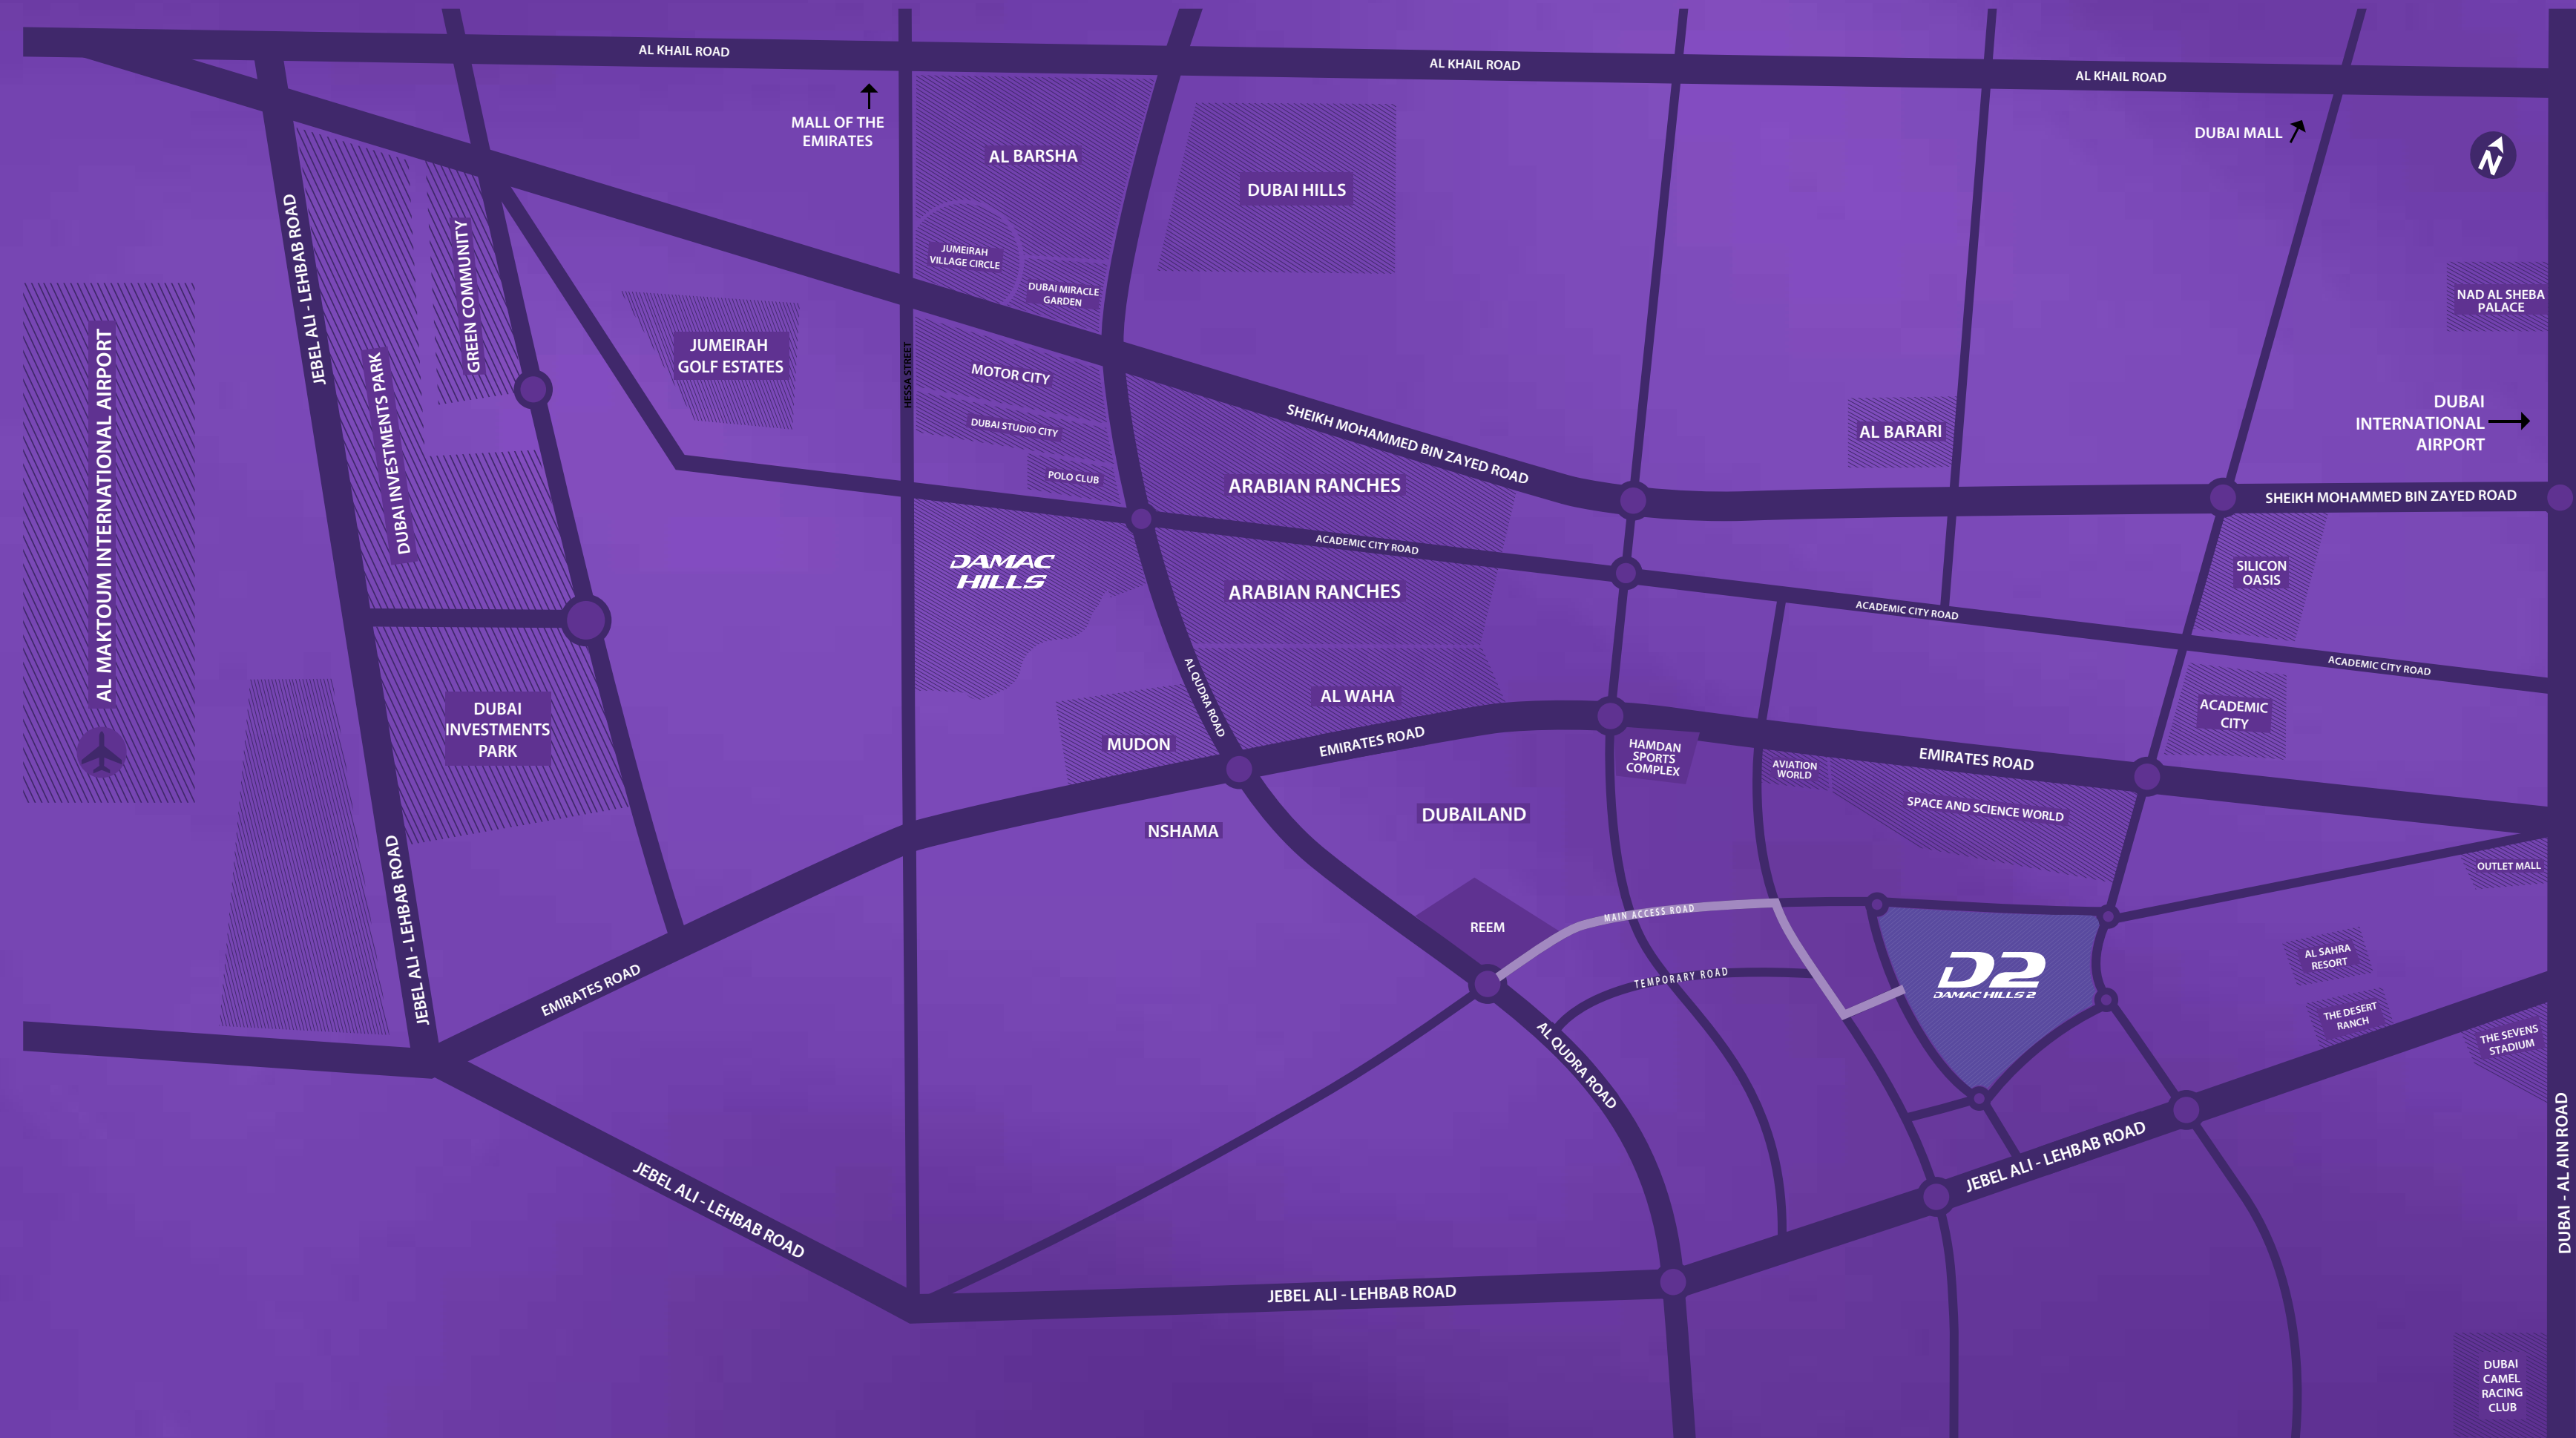 AL KHAIL ROAD
AL KHAIL ROAD
AL KHAIL ROAD
MALL OF THE
EMIRATES
DUBAI MALL
N
AL BARSHA
DUBAI HILLS
JEBEL ALI - LEHBAB ROAD
GREEN COMMUNITY
JUMEIRAH
VILLAGE CIRCLE
DUBAI MIRACLE
GARDEN
NAD AL SHEBA
PALACE
AL MAKTOUM INTERNATIONAL AIRPORT
DUBAI INVESTMENTS PARK
JUMEIRAH
GOLF ESTATES
HESSA STREET
MOTOR CITY
DUBAI STUDIO CITY
POLO CLUB
SHEIKH MOHAMMED BIN ZAYED ROAD
AL BARARI
DUBAI
INTERNATIONAL
AIRPORT
SHEIKH MOHAMMED BIN ZAYED ROAD
ARABIAN RANCHES
ACADEMIC CITY ROAD
DAMAC
HILLS
ARABIAN RANCHES
SILICON
OASIS
ACADEMIC CITY ROAD
ACADEMIC CITY ROAD
AL QUDRA ROAD
AL WAHA
ACADEMIC
CITY
DUBAI
INVESTMENTS
PARK
MUDON
EMIRATES ROAD
HAMDAN
SPORTS
COMPLEX
AVIATION
WORLD
EMIRATES ROAD
SPACE AND SCIENCE WORLD
NSHAMA
DUBAILAND
OUTLET MALL
JEBEL ALI - LEHBAB ROAD
REEM
MAIN ACCESS ROAD
TEMPORARY ROAD
D2
DAMAC HILLS 2
AL SAHRA
RESORT
THE DESERT
RANCH
THE SEVENS
STADIUM
EMIRATES ROAD
AL QUDRA ROAD
JEBEL ALI - LEHBAB ROAD
JEBEL ALI - LEHBAB ROAD
JEBEL ALI - LEHBAB ROAD
DUBAI - AL AIN ROAD
DUBAI
CAMEL
RACING
CLUB